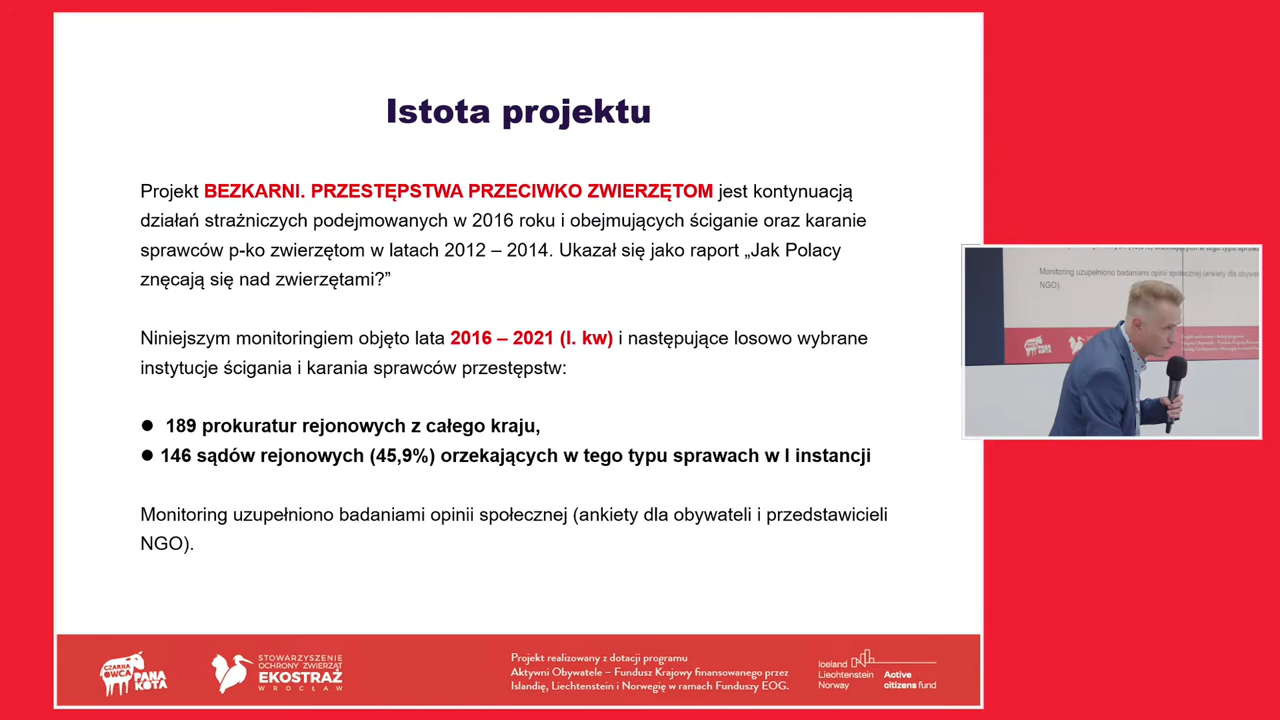 Istota projektu
Projekt BEZKARNI. PRZESTĘPSTWA PRZECIWKO ZWIERZĘTOM jest kontynuacją
działań strażniczych podejmowanych w 2016 roku i obejmujących ściganie oraz karanie
sprawców p-ko zwierzętom w latach 2012 – 2014. Ukazał się jako raport „Jak Polacy
znęcają się nad zwierzętami?”
Niniejszym monitoringiem objęto lata 2016 – 2021 (I. kw) i następujące losowo wybrane
instytucje ścigania i karania sprawców przestępstw:
● 189 prokuratur rejonowych z całego kraju,
● 146 sądów rejonowych (45,9%) orzekających w tego typu sprawach w I instancji
Monitoring uzupełniono badaniami opinii społecznej (ankiety dla obywateli i przedstawicieli
NGO).
CZARNA
OWCA
PANA
KOTA
STOWARZYSZENIE
OCHRONY ZWIERZĄT
EKOSTRAŻ
WROCŁAW
Projekt realizowany z dotacji programu
Aktywni Obywatele – Fundusz Krajowy finansowanego przez
Islandię, Liechtenstein i Norwegię w ramach Funduszy EOG.
Iceland
Liechtenstein
Norway
Active
citizens fund
Monitoring uzupełniono badaniami opinii społecznej (ankiety dla obywat
NGO).
PANA
KOTA